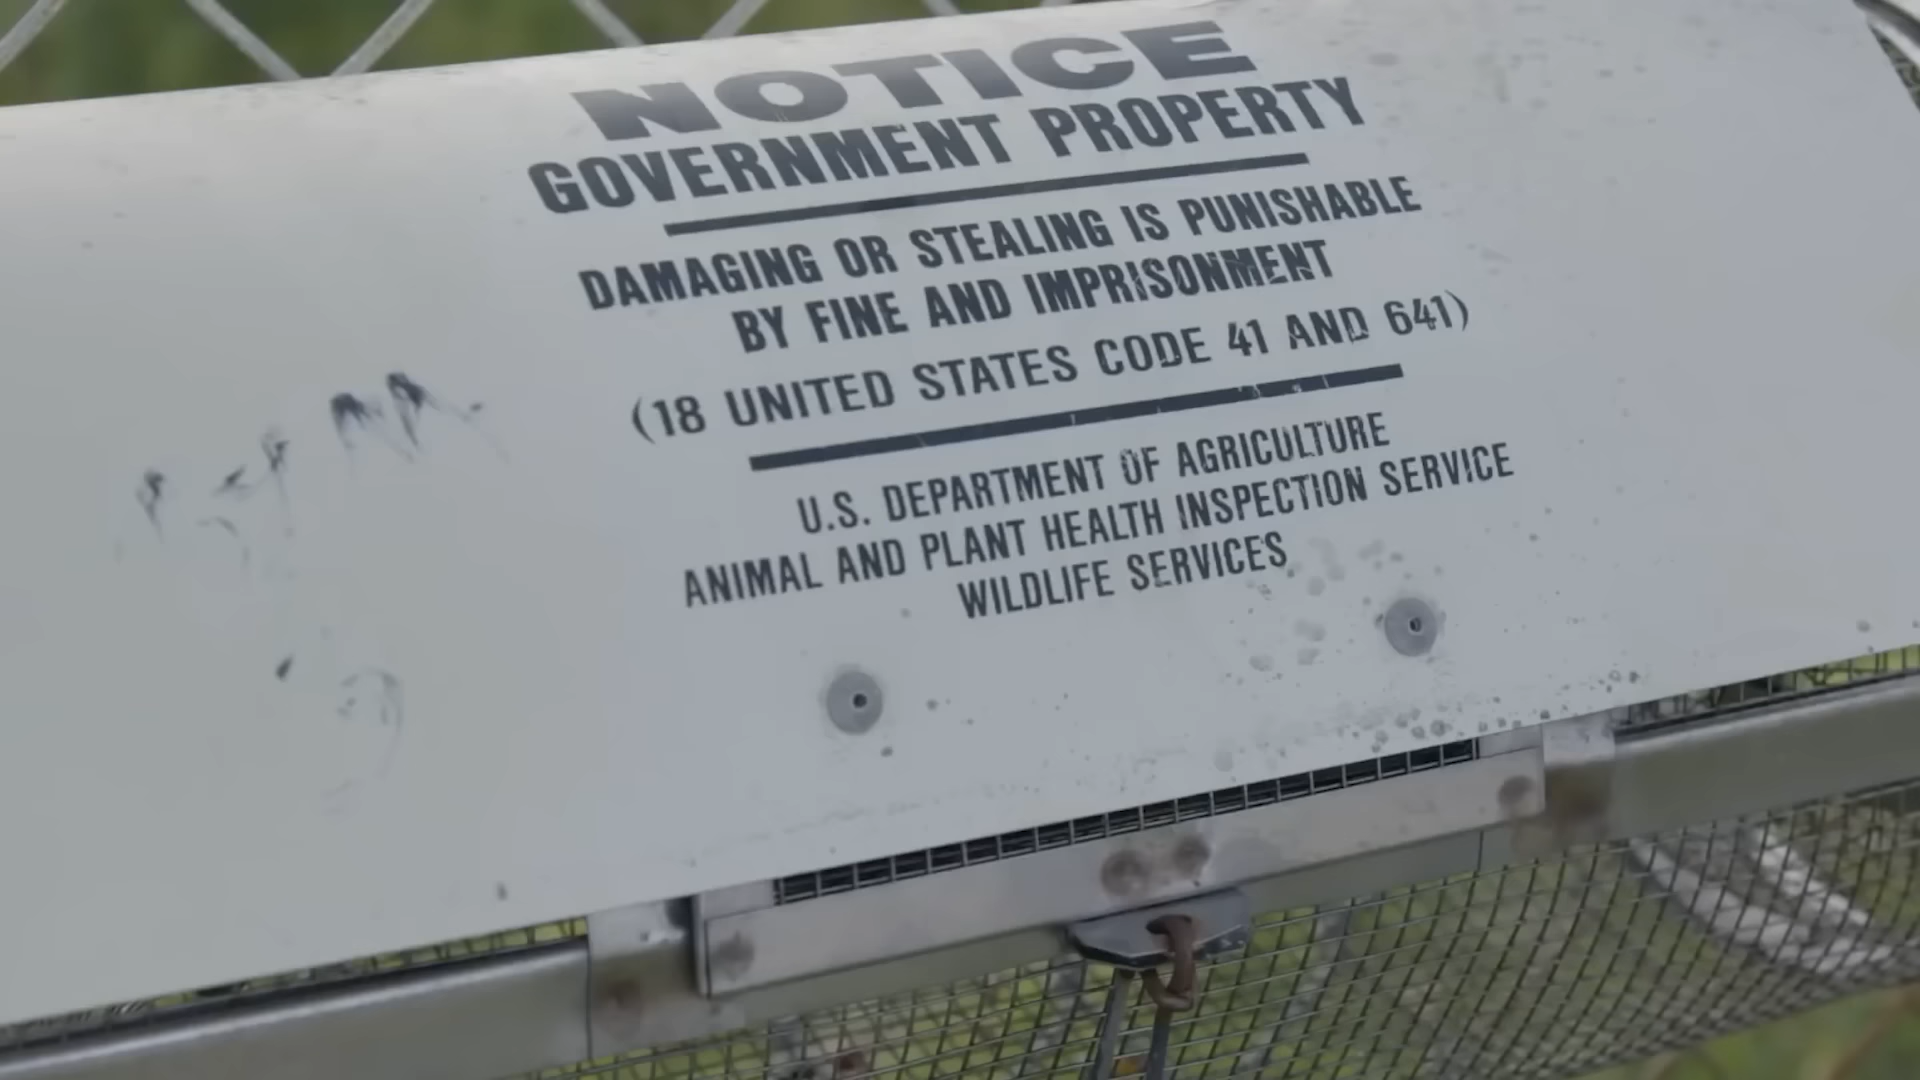 NOTICE
GOVERNMENT PROPERTY
DAMAGING OR STEALING IS PUNISHABLE
BY FINE AND IMPRISONMENT
(18 UNITED STATES CODE 41 AND 641)
U.S. DEPARTMENT OF AGRICULTURE
ANIMAL AND PLANT HEALTH INSPECTION SERVICE
WILDLIFE SERVICES